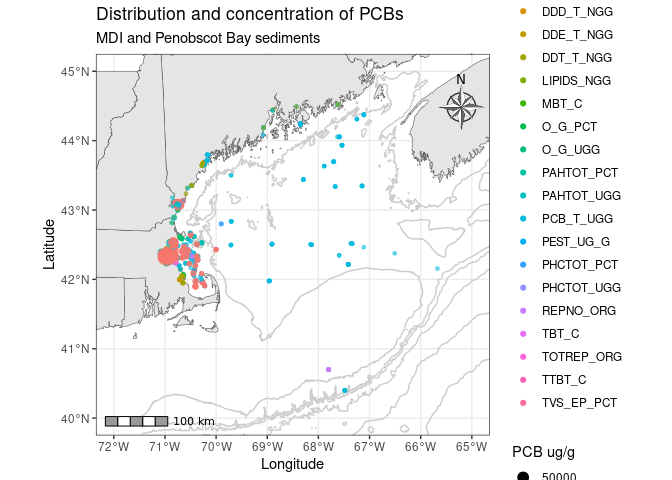 Distribution and concentration of PCBs
MDI and Penobscot Bay sediments
45°N
44°N
43°N
42°N
41°N
40°N
Latitude
N
100 km
72°W
71°W
70°W
69°W
68°W
67°W
66°W
65°W
Longitude
DDD_T_NGG
DDE_T_NGG
DDT_T_NGG
LIPIDS_NGG
MBT_C
O_G_PCT
O_G_UGG
PAHTOT_PCT
PAHTOT_UGG
PCB_T_UGG
PEST_UG_G
PHCTOT_PCT
PHCTOT_UGG
REPNO_ORG
TBT_C
TOTREP_ORG
TTBT_C
TVS_EP_PCT
PCB ug/g
50000